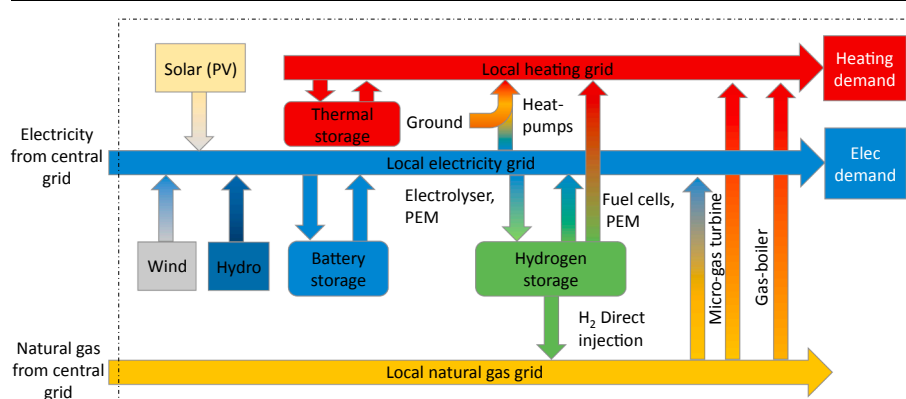 Solar (PV)
Local heating grid
Heating
demand
Thermal
storage
Ground
Heat-
pumps
Electricity
from central
grid
Local electricity grid
Elec
demand
Electrolyser,
PEM
Fuel cells,
PEM
Wind
Hydro
Battery
storage
Hydrogen
storage
Micro-gas turbine
Gas-boiler
H₂ Direct
injection
Natural gas
from central
grid
Local natural gas grid